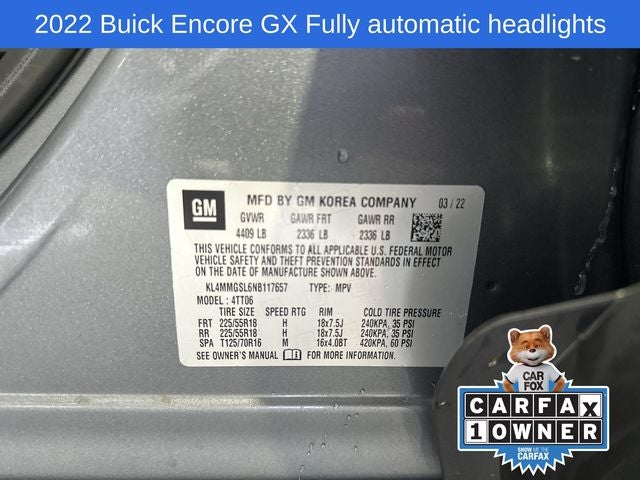 2022 Buick Encore GX Fully automatic headlights
GM
MFD BY GM KOREA COMPANY 03 / 22
GVWR GAWR FRT GAWR RR
4409 LB 2336 LB 2336 LB
THIS VEHICLE CONFORMS TO ALL APPLICABLE U.S. FEDERAL MOTOR
VEHICLE SAFETY AND THEFT PREVENTION STANDARDS IN EFFECT ON
THE DATE OF MANUFACTURE SHOWN ABOVE.
KL4MMGSL6NB117657 TYPE: MPV
MODEL: 4TT06
TIRE SIZE SPEED RTG RIM COLD TIRE PRESSURE
FRT 225/55R18 H 18x7.5J 240KPA, 35 PSI
RR 225/55R18 H 18x7.5J 240KPA, 35 PSI
SPA T125/70R16 M 16x4.0BT 420KPA, 60 PSI
SEE OWNER'S MANUAL FOR MORE INFORMATION.
CAR
FOX
CARFAX
1 OWNER
SHOW ME THE
CARFAX